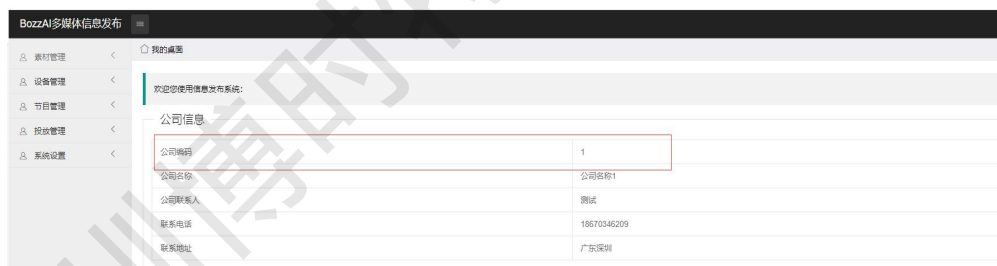 BozzAI多媒体信息发布
素材管理
设备管理
节目管理
投放管理
系统设置
我的桌面
欢迎您使用信息发布系统:
公司信息
公司编码 1
公司名称 公司名称1
公司联系人 测试
联系电话 18670346209
联系地址 广东深圳